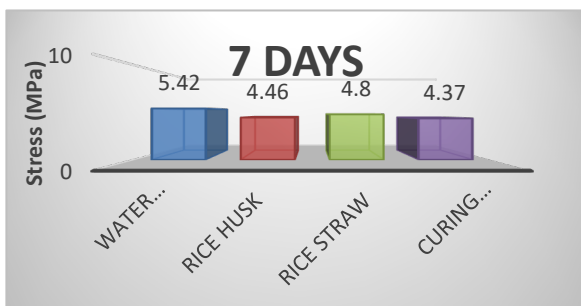 7 DAYS
10
0
Stress (MPa)
5.42
4.46
4.8
4.37
WATER...
RICE HUSK
RICE STRAW
CURING...